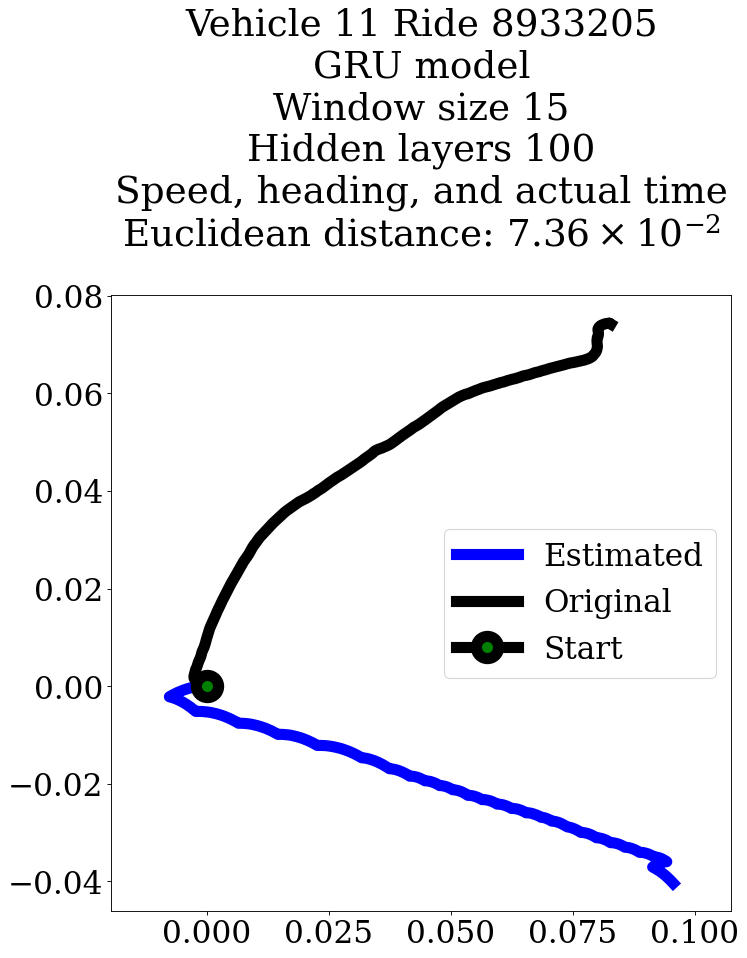 Vehicle 11 Ride 8933205
GRU model
Window size 15
Hidden layers 100
Speed, heading, and actual time
Euclidean distance: 7.36 × 10⁻²
0.08
0.06
0.04
0.02
0.00
−0.02
−0.04
Estimated
Original
Start
0.000 0.025 0.050 0.075 0.100